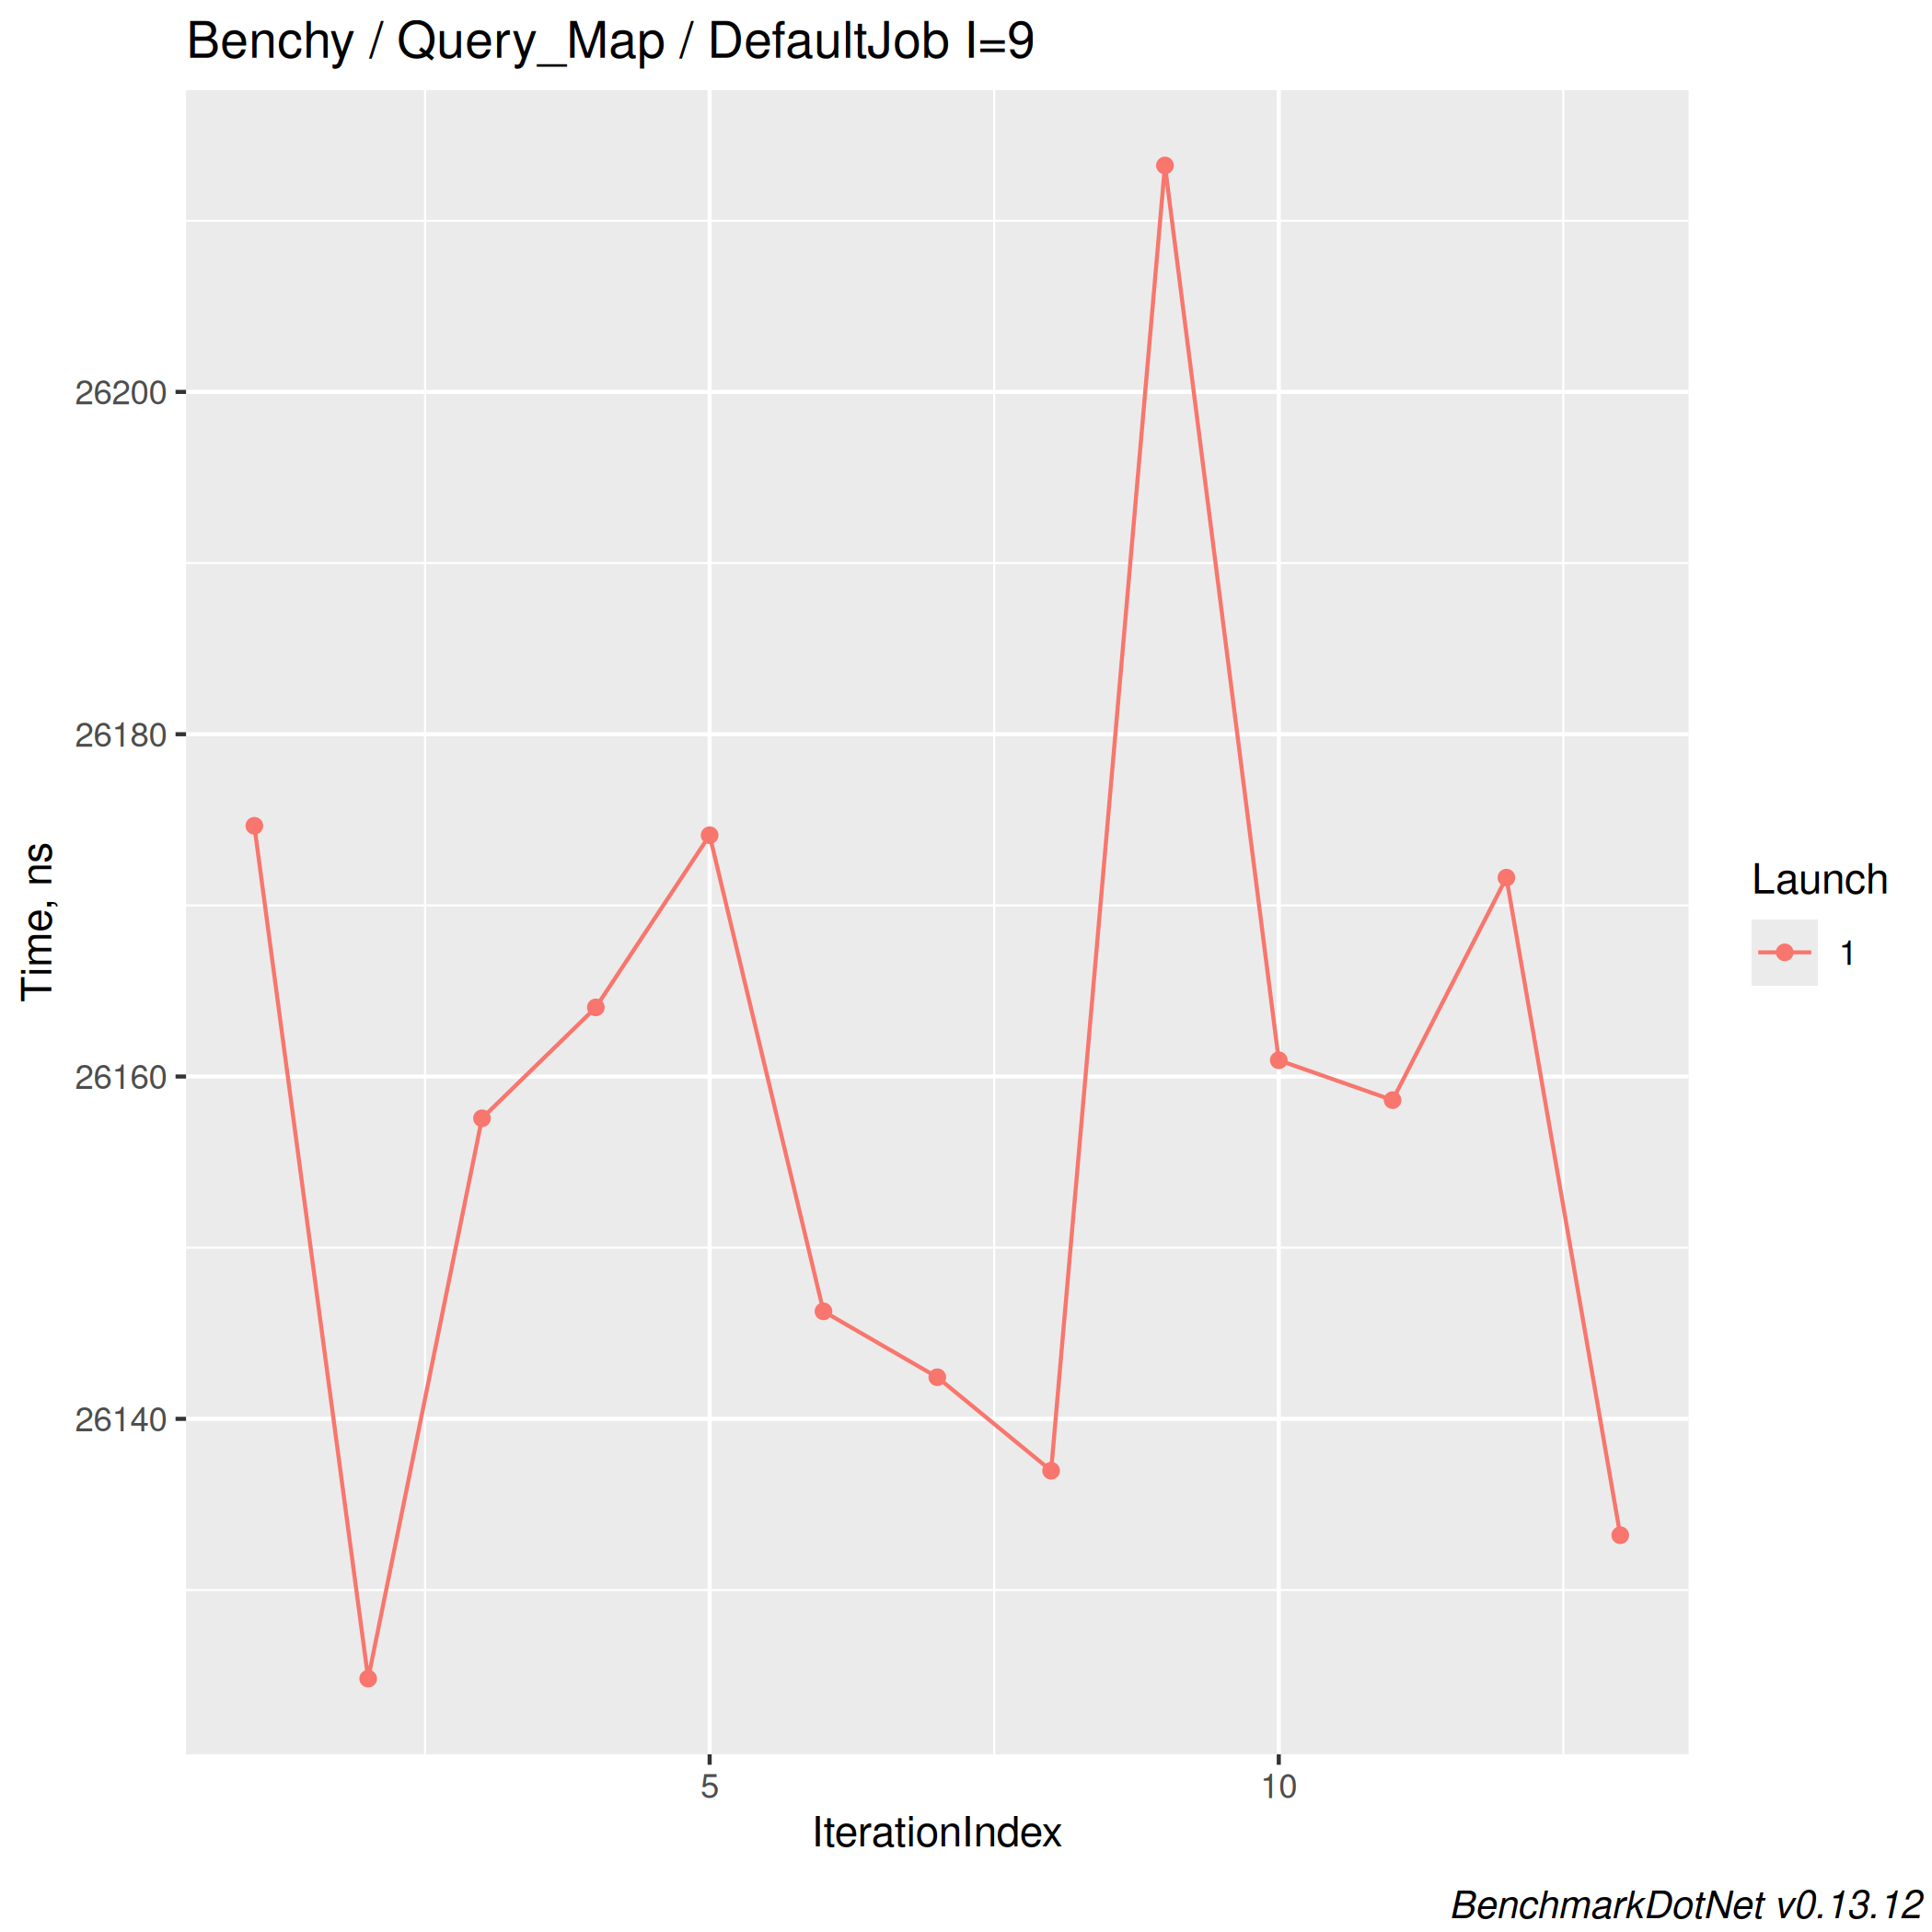 Benchy / Query_Map / DefaultJob I=9
Time, ns
26200
26180
26160
26140
5
10
IterationIndex
Launch
1
BenchmarkDotNet v0.13.12